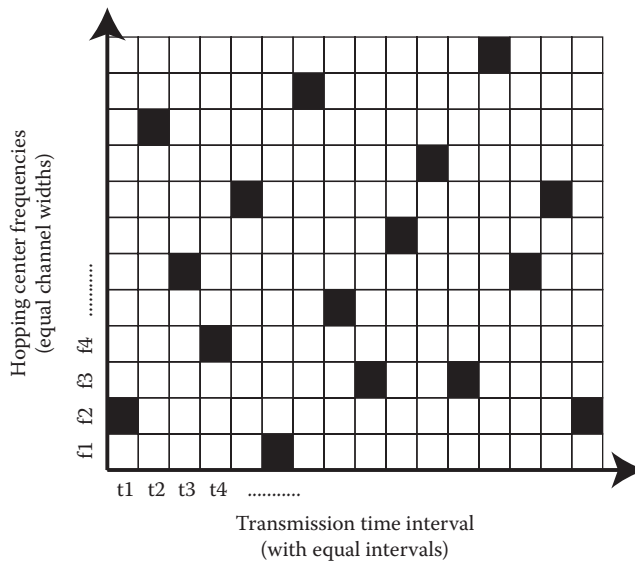 Hopping center frequencies
(equal channel widths)
f1 f2 f3 f4 ...........
t1 t2 t3 t4 ...........
Transmission time interval
(with equal intervals)